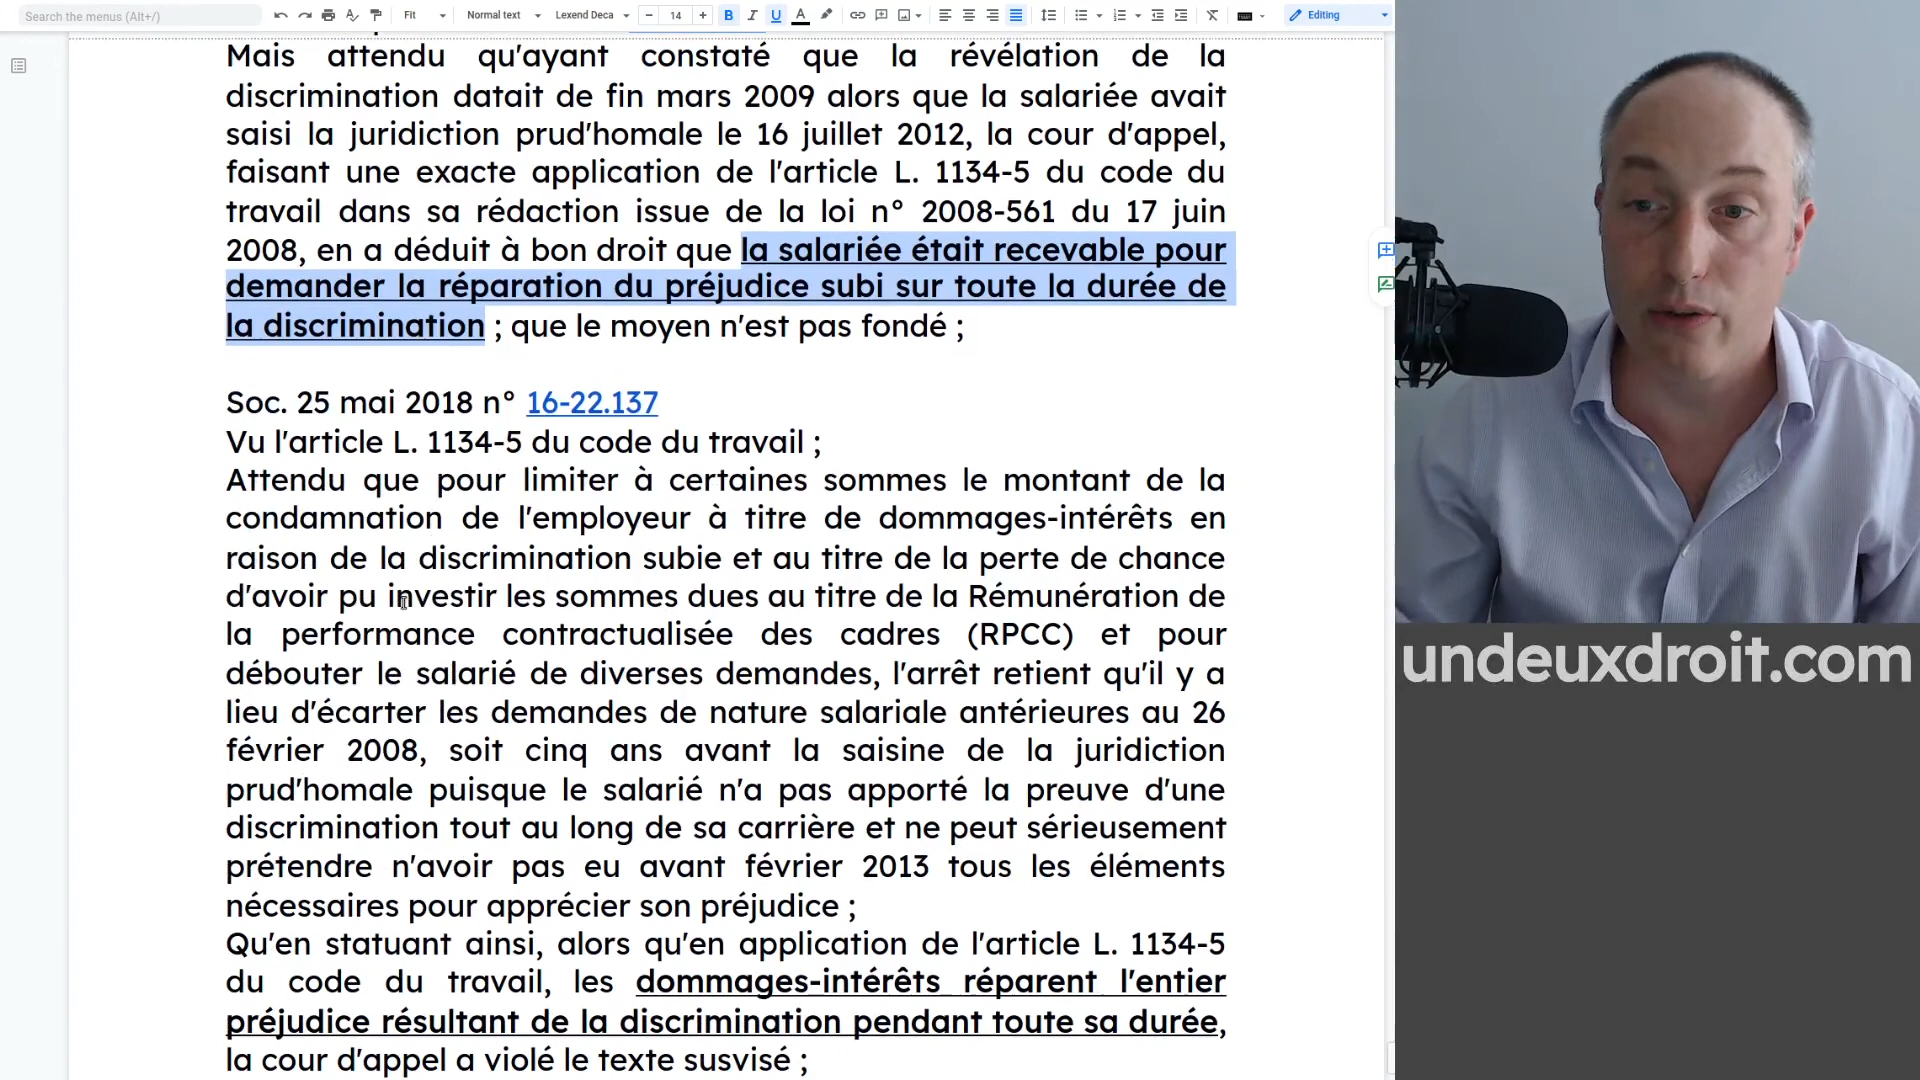 Search the menus (Alt+/)
Fit
Normal text
Lexend Deca
14
B
I
U
A
Editing
Mais attendu qu'ayant constaté que la révélation de la
discrimination datait de fin mars 2009 alors que la salariée avait
saisi la juridiction prud'homale le 16 juillet 2012, la cour d'appel,
faisant une exacte application de l'article L. 1134-5 du code du
travail dans sa rédaction issue de la loi n° 2008-561 du 17 juin
2008, en a déduit à bon droit que la salariée était recevable pour
demander la réparation du préjudice subi sur toute la durée de
la discrimination ; que le moyen n'est pas fondé ;
Soc. 25 mai 2018 n° 16-22.137
Vu l'article L. 1134-5 du code du travail ;
Attendu que pour limiter à certaines sommes le montant de la
condamnation de l'employeur à titre de dommages-intérêts en
raison de la discrimination subie et au titre de la perte de chance
d'avoir pu investir les sommes dues au titre de la Rémunération de
la performance contractualisée des cadres (RPCC) et pour
débouter le salarié de diverses demandes, l'arrêt retient qu'il y a
lieu d'écarter les demandes de nature salariale antérieures au 26
février 2008, soit cinq ans avant la saisine de la juridiction
prud'homale puisque le salarié n'a pas apporté la preuve d'une
discrimination tout au long de sa carrière et ne peut sérieusement
prétendre n'avoir pas eu avant février 2013 tous les éléments
nécessaires pour apprécier son préjudice ;
Qu'en statuant ainsi, alors qu'en application de l'article L. 1134-5
du code du travail, les dommages-intérêts réparent l'entier
préjudice résultant de la discrimination pendant toute sa durée,
la cour d'appel a violé le texte susvisé ;
undeuxdroit.com